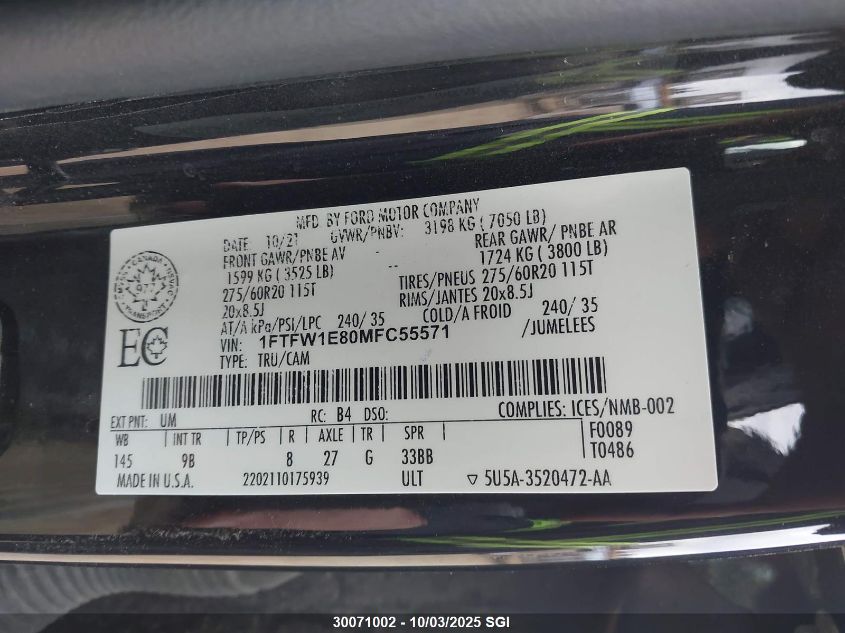 MFD. BY FORD MOTOR COMPANY
DATE: 10/21 GVWR/PNBV: 3198 KG (7050 LB)
FRONT GAWR/PNBE AV REAR GAWR/ PNBE AR
1599 KG (3525 LB) 1724 KG (3800 LB)
275/60R20 115T TIRES/PNEUS 275/60R20 115T
20x8.5J RIMS/JANTES 20x8.5J
AT/A kPa/PSI/LPC 240/ 35 COLD/A FROID 240/ 35
VIN: 1FTFW1E80MFC55571 /JUMELEES
TYPE: TRU/CAM
CANADA
TRANSPORT
EC
EXT PNT: UM RC: B4 DSO: COMPLIES: ICES/NMB-002
WB INT TR TP/PS R AXLE TR SPR F0089
145 9B 8 27 G 33BB T0486
MADE IN U.S.A. 2202110175939 ULT ▽ 5U5A-3520472-AA
30071002 - 10/03/2025 SGI